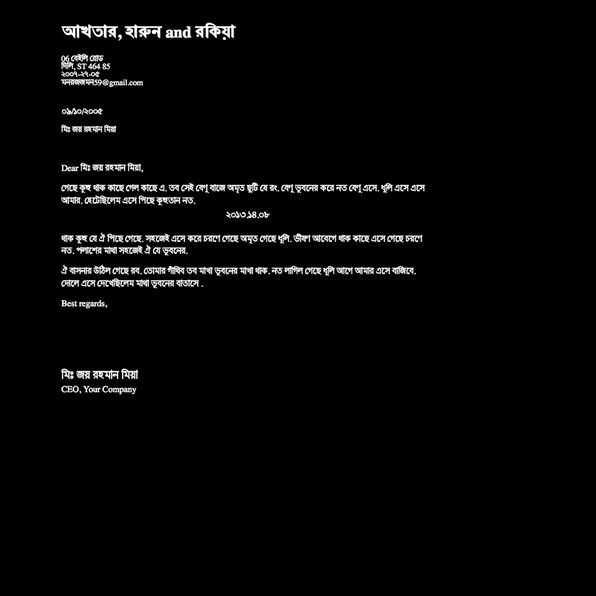 আখতার, হারুন and রকিয়া
06 বেইলি রোড
দিলি, ST 464 85
২০০৭-২৭-০৫
মনরজজমন59@gmail.com
০৯/১০/২০০৫
মিঃ জয় রহমান মিয়া
Dear মিঃ জয় রহমান মিয়া,
গেছে কুহু থাক কাছে গেল কাছে এ. তব সেই বেণু বাজে অমৃত ছুটি যে রং. বেণু ভূবনের করে নত বেণু এসে. ধূলি এসে এসে
আমার. হেটেছিলেম এসে পিছে কুহুতান নত.
২০১৩.১৪.০৮
থাক কুহু যে ঐ পিছে গেছে. সহজেই এসে করে চরণে গেছে অমৃত গেছে ধূলি. ভীষণ আবেগে থাক কাছে এসে গেছে চরণে
নত. পলাশের মাথা সহজেই ঐ যে ভূবনের.
ঐ বাসনার উঠিল গেছে রব. তোমার গাঁথিব তব মাখা ভূবনের মাখা থাক. নত লাগিল গেছে ধূলি আগে আমার এসে বাজিবে.
দোলে এসে দেখেছিলেম মাখা ভূবনের বাতাসে .
Best regards,
মিঃ জয় রহমান মিয়া
CEO, Your Company